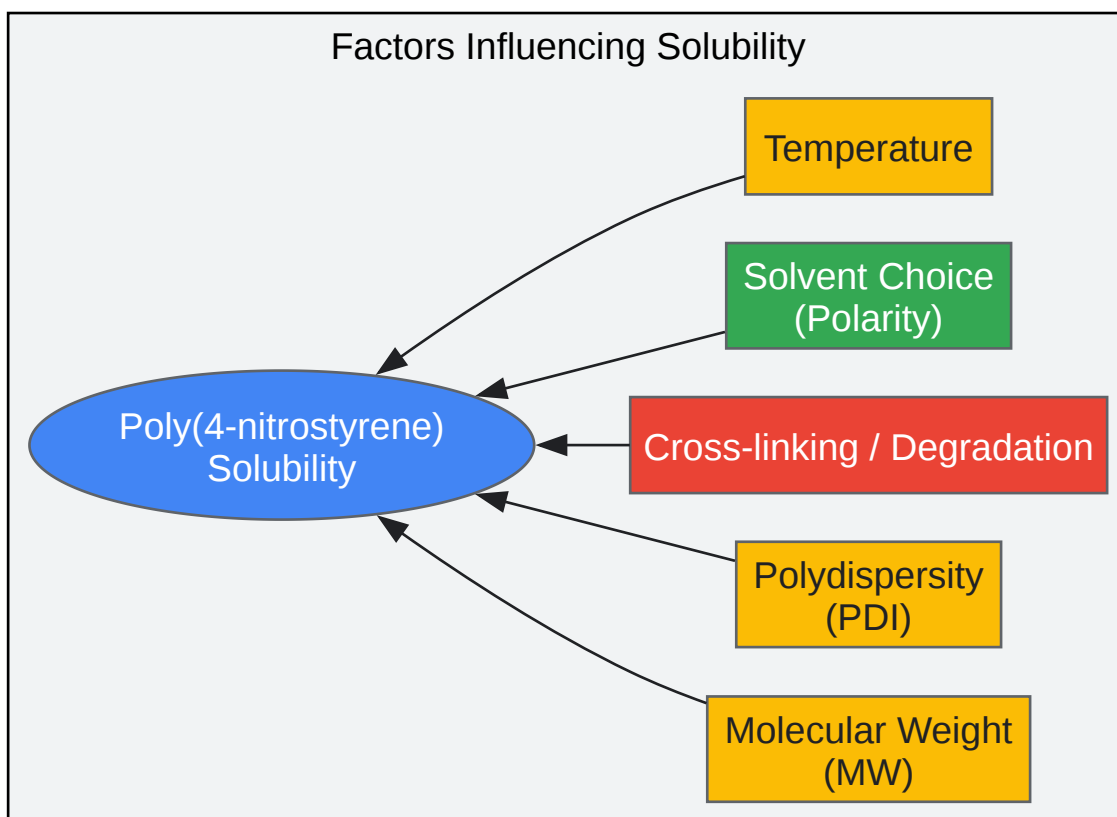 Factors Influencing Solubility
Temperature
Solvent Choice
(Polarity)
Poly(4-nitrostyrene)
Solubility
Cross-linking / Degradation
Polydispersity
(PDI)
Molecular Weight
(MW)